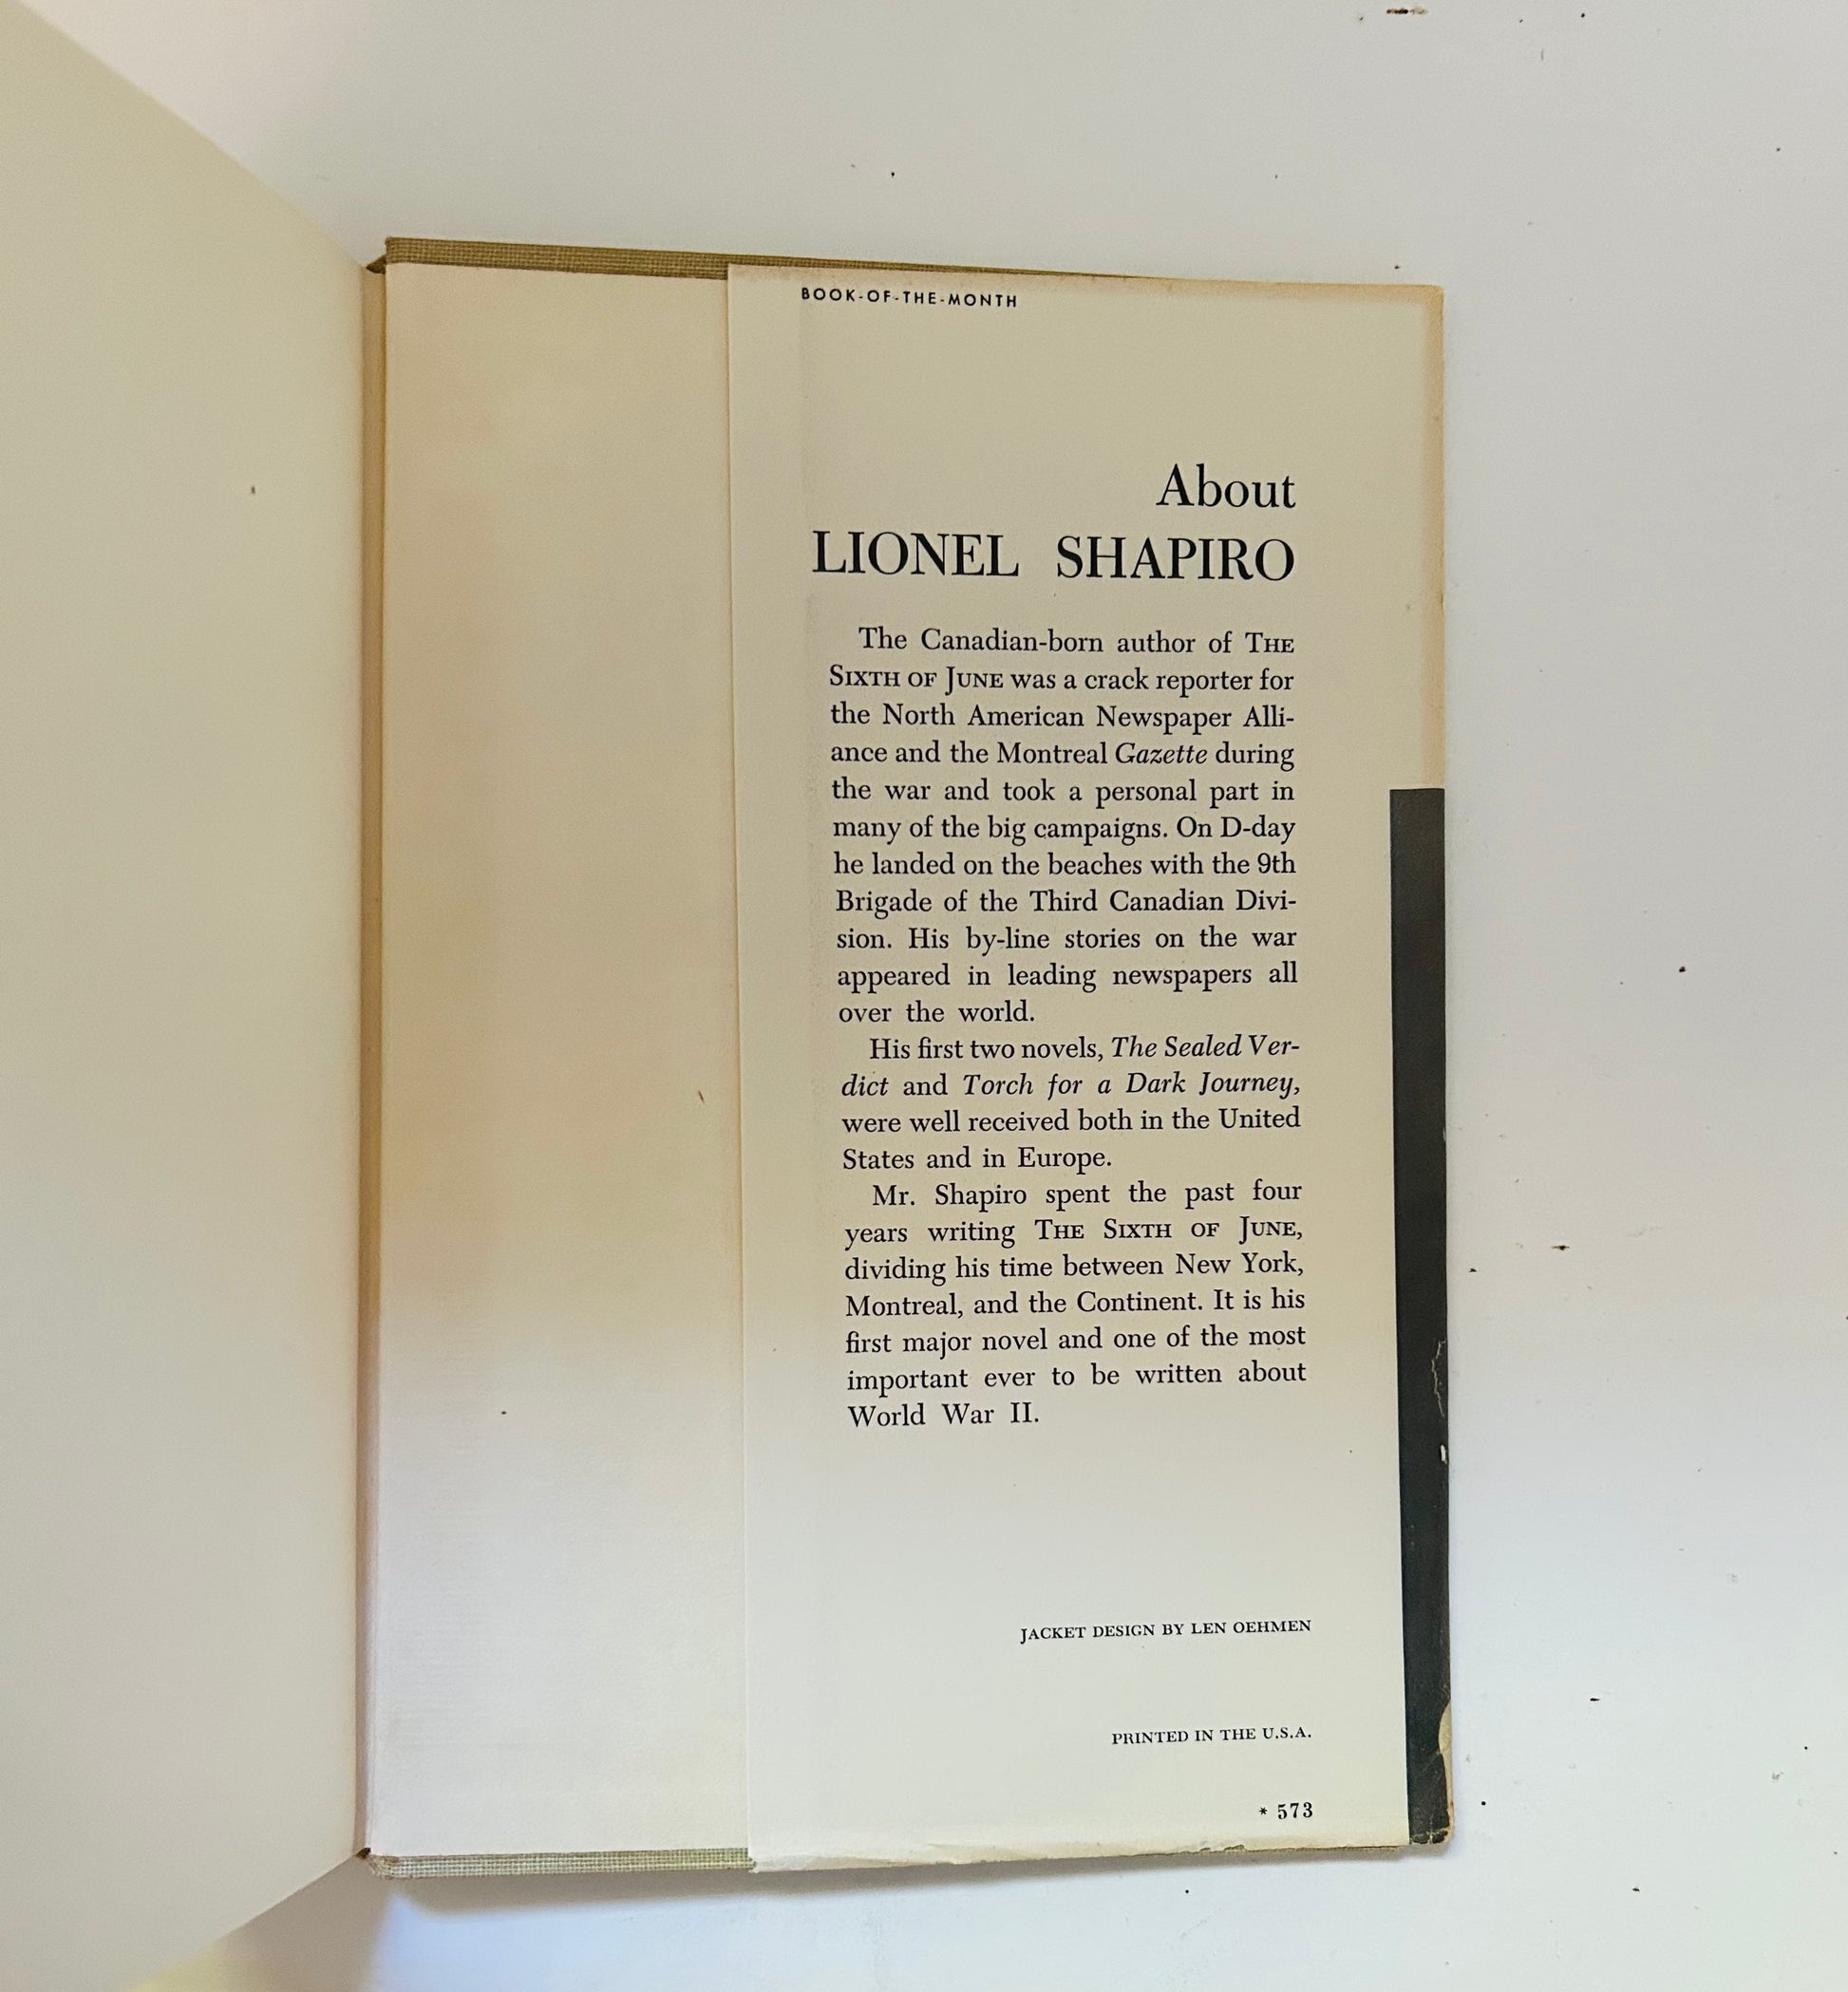 BOOK-OF-THE-MONTH
About
LIONEL SHAPIRO
The Canadian-born author of THE
SIXTH OF JUNE was a crack reporter for
the North American Newspaper Alli-
ance and the Montreal Gazette during
the war and took a personal part in
many of the big campaigns. On D-day
he landed on the beaches with the 9th
Brigade of the Third Canadian Divi-
sion. His by-line stories on the war
appeared in leading newspapers all
over the world.
His first two novels, The Sealed Ver-
dict and Torch for a Dark Journey,
were well received both in the United
States and in Europe.
Mr. Shapiro spent the past four
years writing THE SIXTH OF JUNE,
dividing his time between New York,
Montreal, and the Continent. It is his
first major novel and one of the most
important ever to be written about
World War II.
JACKET DESIGN BY LEN OEHMEN
PRINTED IN THE U.S.A.
* 573